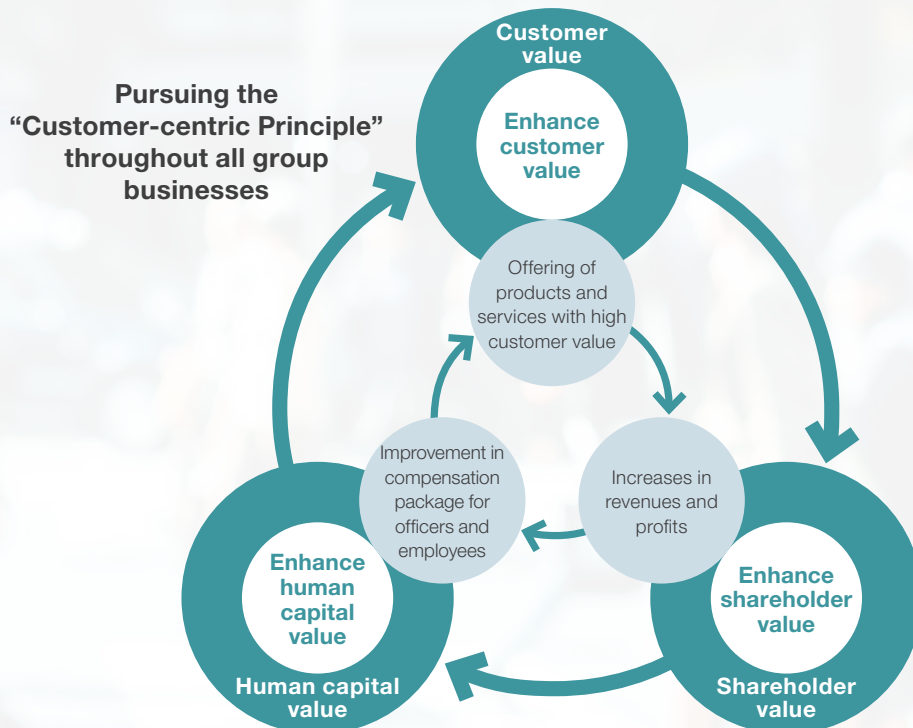 Pursuing the
“Customer-centric Principle”
throughout all group
businesses
Customer
value
Enhance
customer
value
Offering of
products and
services with high
customer value
Improvement in
compensation
package for
officers and
employees
Increases in
revenues and
profits
Enhance
human
capital
value
Human capital
value
Enhance
shareholder
value
Shareholder
value